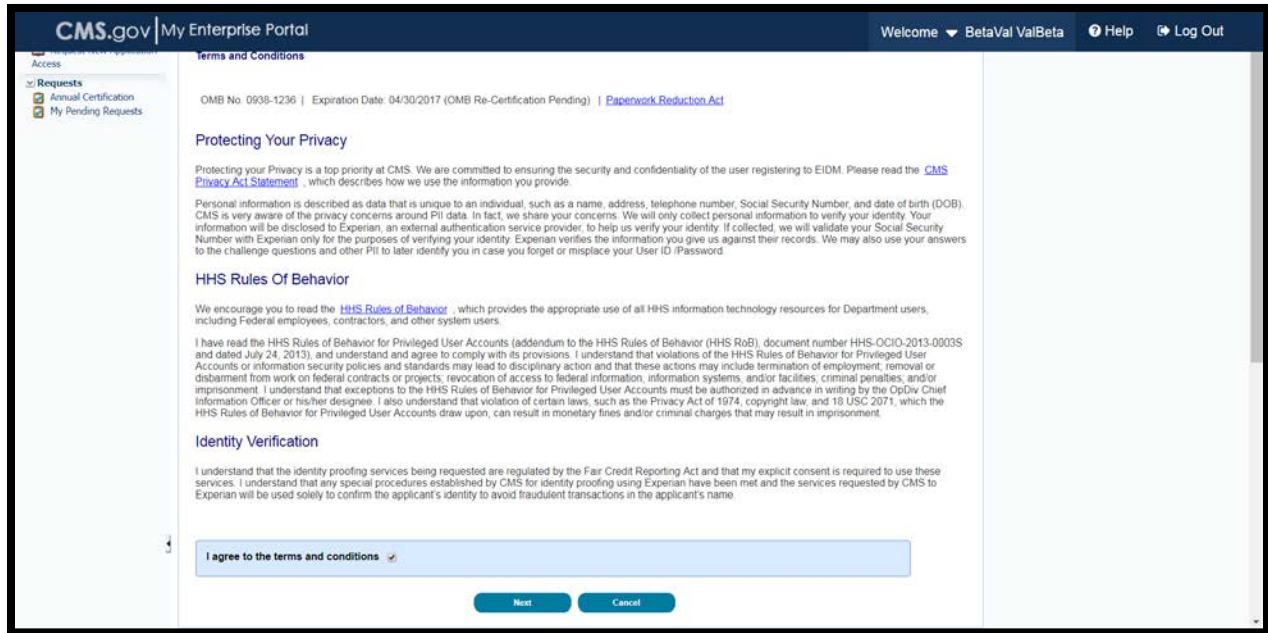 CMS.gov My Enterprise Portal
Welcome BetaVal ValBeta Help Log Out
Request New Application
Access
Requests
Annual Certification
My Pending Requests
Terms and Conditions
OMB No. 0938-1236 | Expiration Date: 04/30/2017 (OMB Re-Certification Pending) | Paperwork Reduction Act
Protecting Your Privacy
Protecting your Privacy is a top priority at CMS. We are committed to ensuring the security and confidentiality of the user registering to EIDM. Please read the CMS
Privacy Act Statement , which describes how we use the information you provide.
Personal information is described as data that is unique to an individual, such as a name, address, telephone number, Social Security Number, and date of birth (DOB).
CMS is very aware of the privacy concerns around PII data. In fact, we share your concerns. We will only collect personal information to verify your identity. Your
information will be disclosed to Experian, an external authentication service provider, to help us verify your identity. If collected, we will validate your Social Security
Number with Experian only for the purposes of verifying your identity. Experian verifies the information you give us against their records. We may also use your answers
to the challenge questions and other PII to later identify you in case you forget or misplace your User ID /Password.
HHS Rules Of Behavior
We encourage you to read the HHS Rules of Behavior , which provides the appropriate use of all HHS information technology resources for Department users,
including Federal employees, contractors, and other system users.
I have read the HHS Rules of Behavior for Privileged User Accounts (addendum to the HHS Rules of Behavior (HHS RoB), document number HHS-OCIO-2013-0003S
and dated July 24, 2013), and understand and agree to comply with its provisions. I understand that violations of the HHS Rules of Behavior for Privileged User
Accounts or information security policies and standards may lead to disciplinary action and that these actions may include termination of employment; removal or
disbarment from work on federal contracts or projects; revocation of access to federal information, information systems, and/or facilities; criminal penalties; and/or
imprisonment. I understand that exceptions to the HHS Rules of Behavior for Privileged User Accounts must be authorized in advance in writing by the OpDiv Chief
Information Officer or his/her designee. I also understand that violation of certain laws, such as the Privacy Act of 1974, copyright law, and 18 USC 2071, which the
HHS Rules of Behavior for Privileged User Accounts draw upon, can result in monetary fines and/or criminal charges that may result in imprisonment.
Identity Verification
I understand that the identity proofing services being requested are regulated by the Fair Credit Reporting Act and that my explicit consent is required to use these
services. I understand that any special procedures established by CMS for identity proofing using Experian have been met and the services requested by CMS to
Experian will be used solely to confirm the applicant's identity to avoid fraudulent transactions in the applicant's name.
I agree to the terms and conditions
Next Cancel